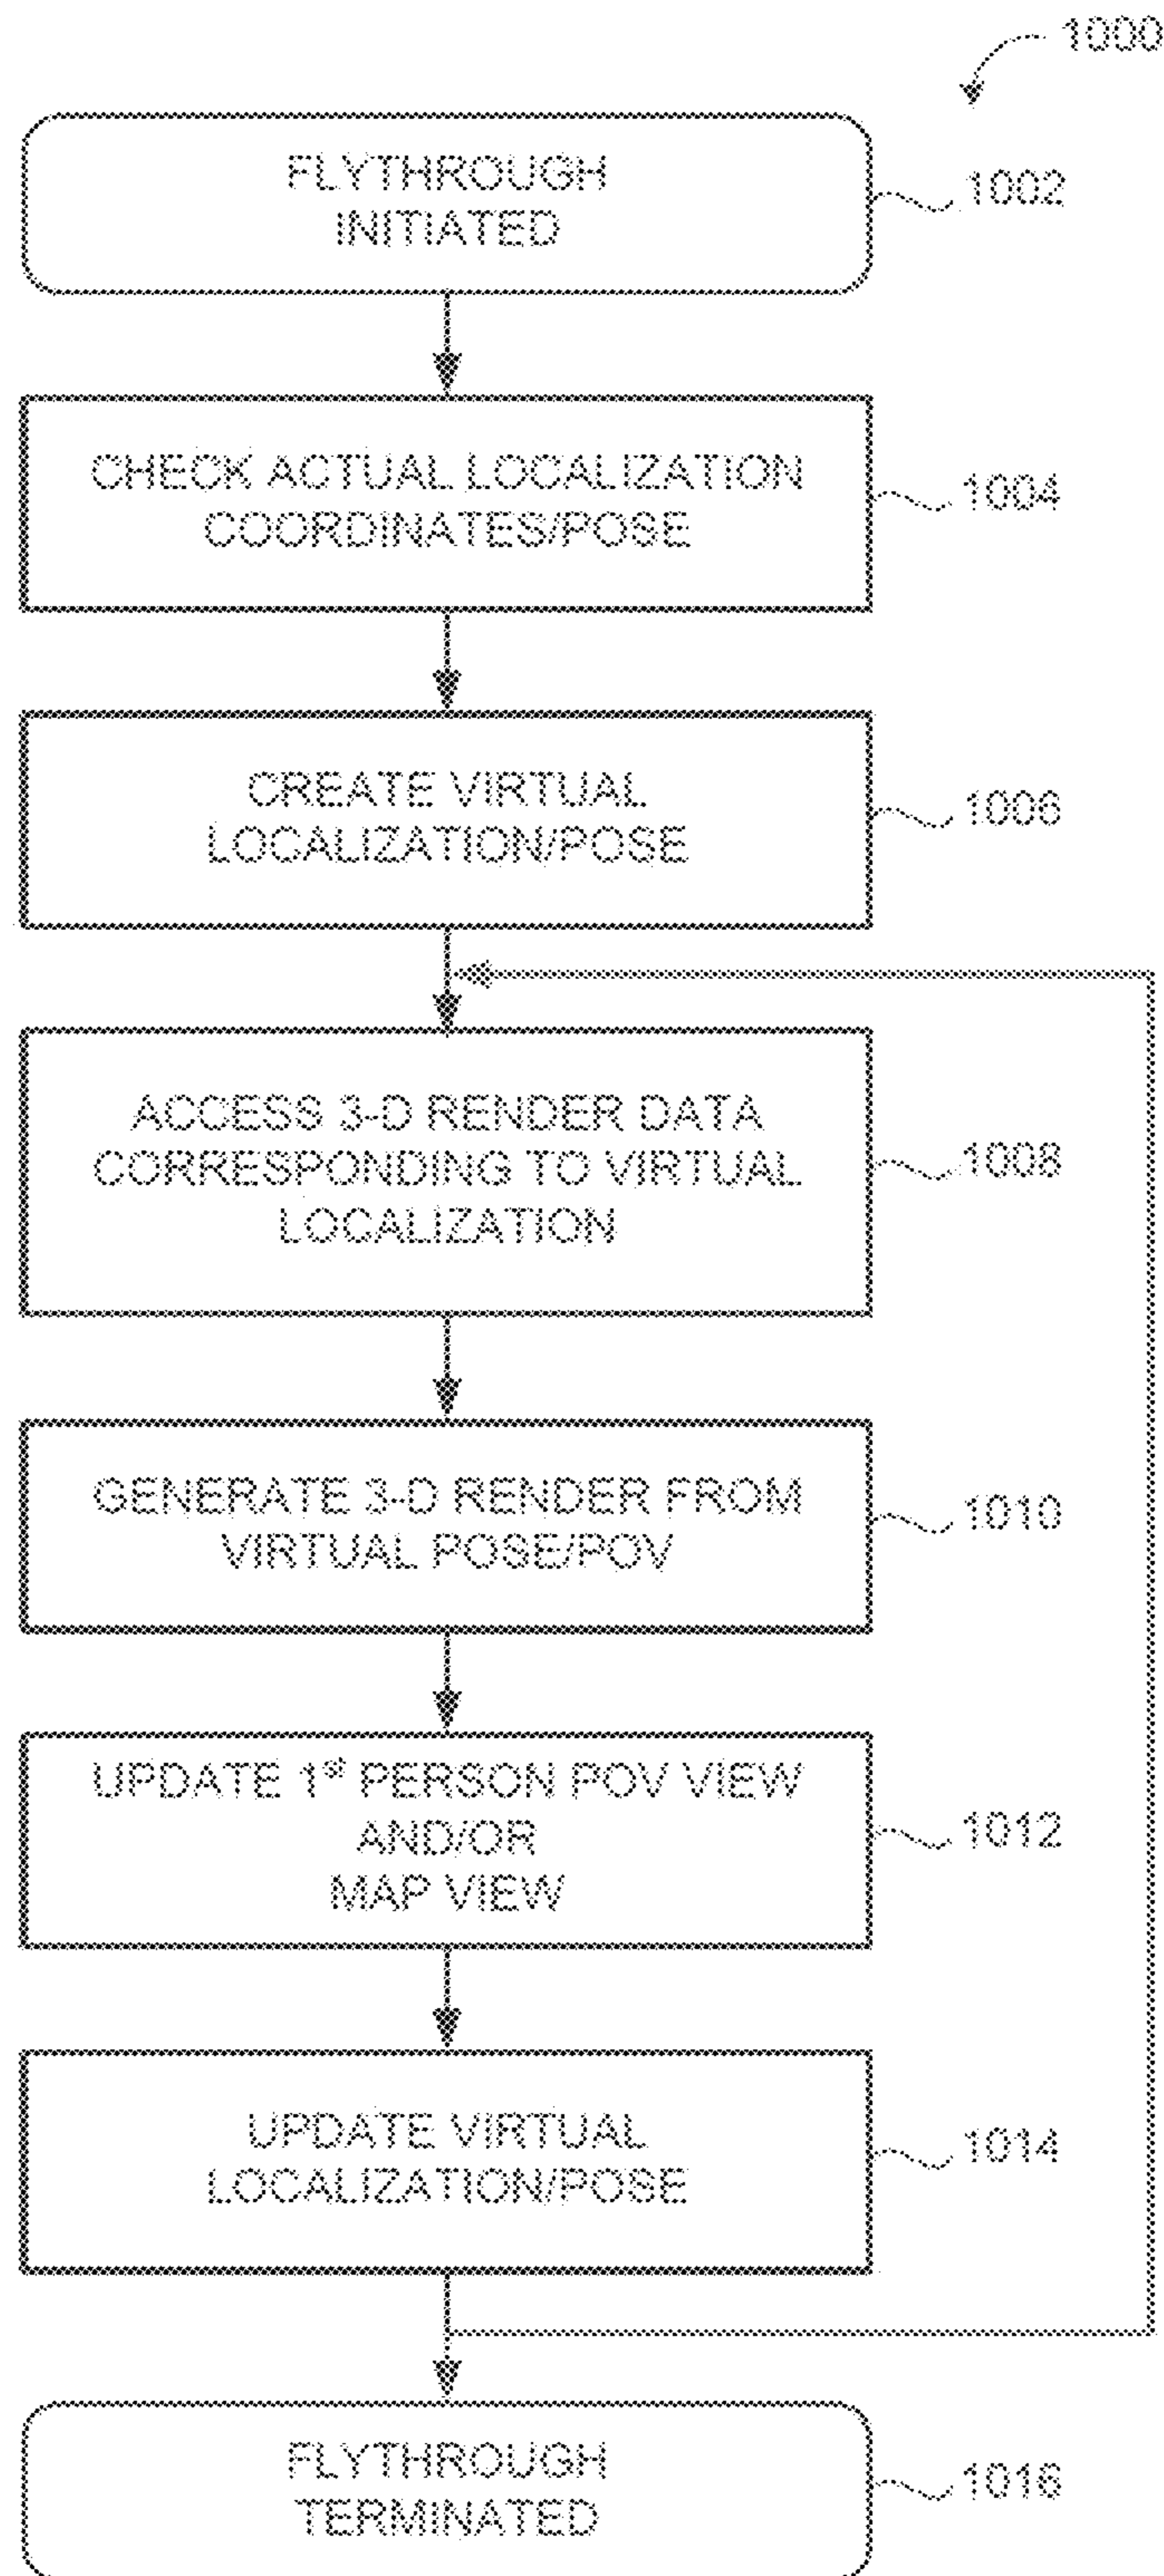 1000
FLYTHROUGH
INITIATED
1002
CHECK ACTUAL LOCALIZATION
COORDINATES/POSE
1004
CREATE VIRTUAL
LOCALIZATION/POSE
1006
ACCESS 3-D RENDER DATA
CORRESPONDING TO VIRTUAL
LOCALIZATION
1008
GENERATE 3-D RENDER FROM
VIRTUAL POSE/POV
1010
UPDATE 1st PERSON POV VIEW
AND/OR
MAP VIEW
1012
UPDATE VIRTUAL
LOCALIZATION/POSE
1014
FLYTHROUGH
TERMINATED
1016